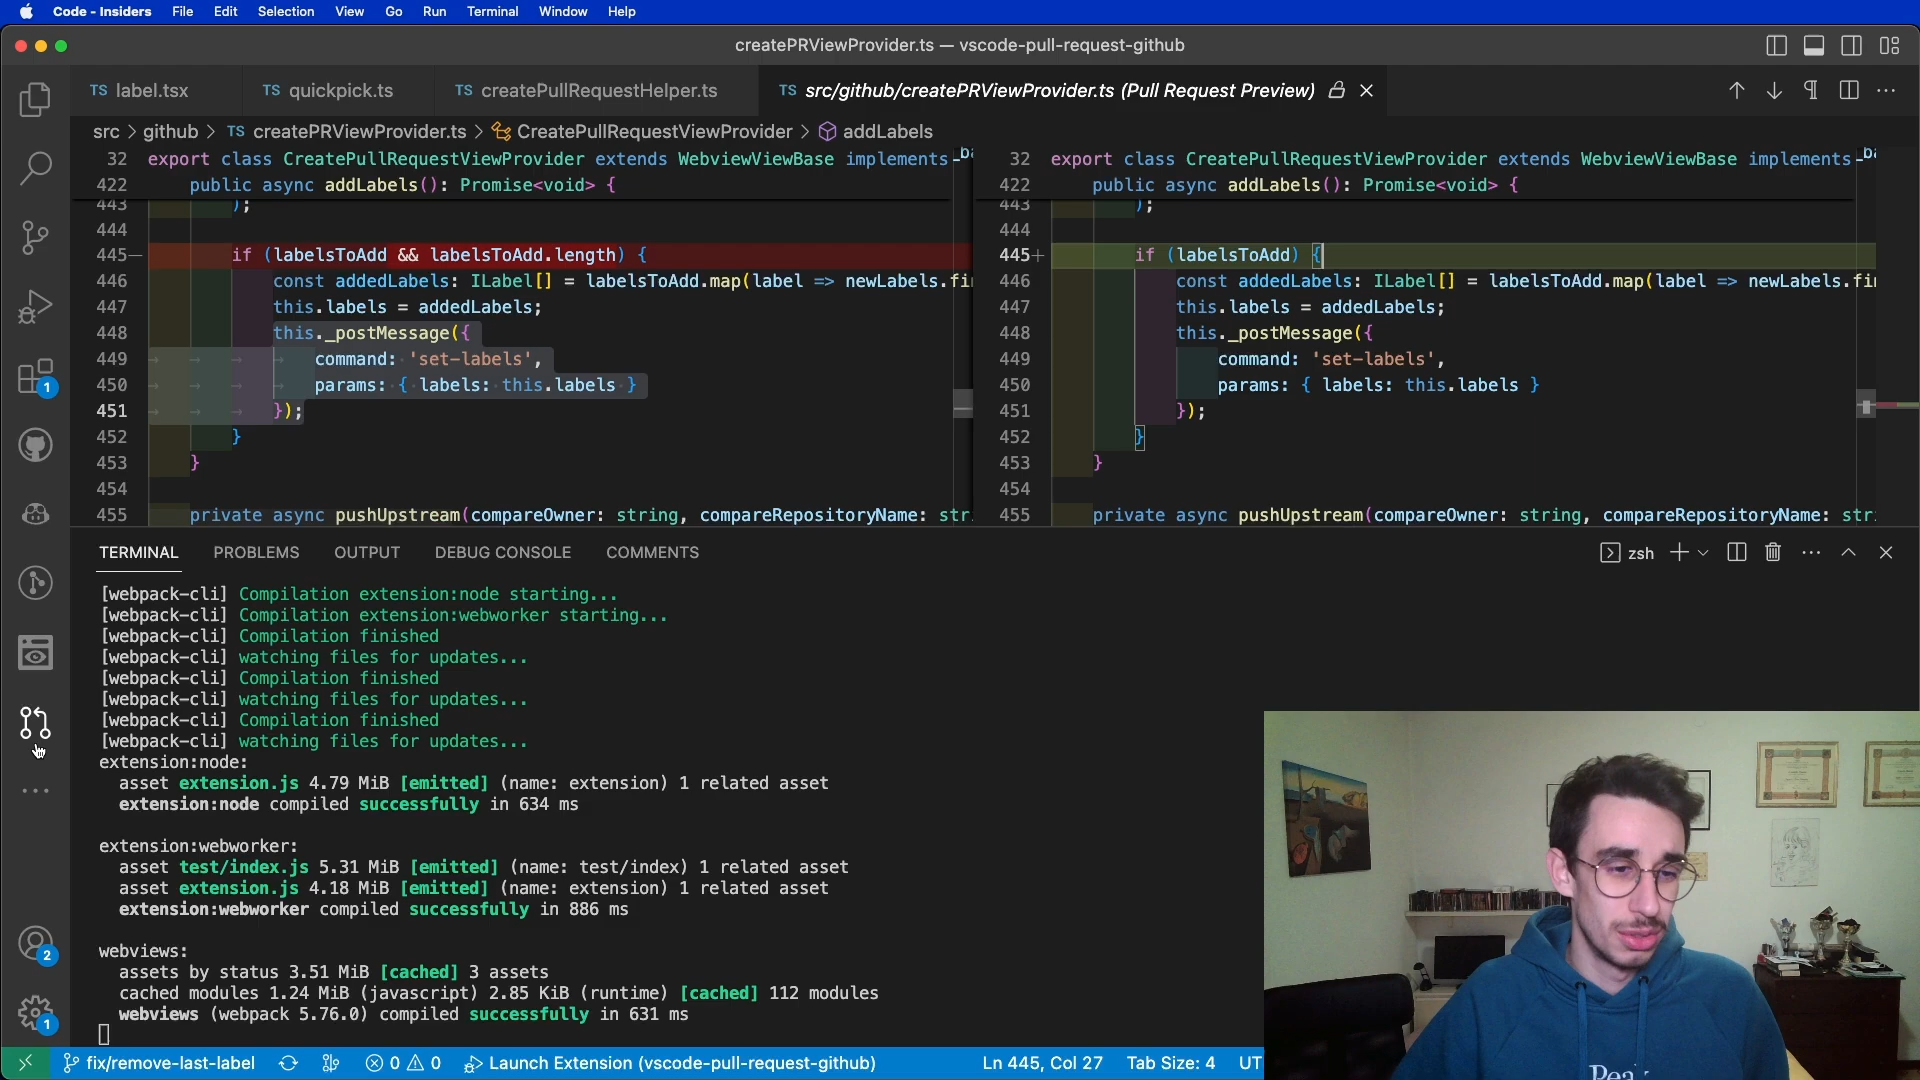 Code - Insiders File Edit Selection View Go Run Terminal Window Help
createPRViewProvider.ts — vscode-pull-request-github
TS label.tsx TS quickpick.ts TS createPullRequestHelper.ts TS src/github/createPRViewProvider.ts (Pull Request Preview)
src > github > TS createPRViewProvider.ts > CreatePullRequestViewProvider > addLabels
32 export class CreatePullRequestViewProvider extends WebviewViewBase implements
422 public async addLabels(): Promise<void> {
443 );
444
445— if (labelsToAdd && labelsToAdd.length) {
446 const addedLabels: ILabel[] = labelsToAdd.map(label => newLabels.fi
447 this.labels = addedLabels;
448 this._postMessage({
449 command: 'set-labels',
450 params: { labels: this.labels }
451 });
452 }
453 }
454
455 private async pushUpstream(compareOwner: string, compareRepositoryName: str
32 export class CreatePullRequestViewProvider extends WebviewViewBase implements
422 public async addLabels(): Promise<void> {
443 );
444
445+ if (labelsToAdd) {
446 const addedLabels: ILabel[] = labelsToAdd.map(label => newLabels.fi
447 this.labels = addedLabels;
448 this._postMessage({
449 command: 'set-labels',
450 params: { labels: this.labels }
451 });
452 }
453 }
454
455 private async pushUpstream(compareOwner: string, compareRepositoryName: str
TERMINAL PROBLEMS OUTPUT DEBUG CONSOLE COMMENTS zsh
[webpack-cli] Compilation extension:node starting...
[webpack-cli] Compilation extension:webworker starting...
[webpack-cli] Compilation finished
[webpack-cli] watching files for updates...
[webpack-cli] Compilation finished
[webpack-cli] watching files for updates...
[webpack-cli] Compilation finished
[webpack-cli] watching files for updates...
extension:node:
asset extension.js 4.79 MiB [emitted] (name: extension) 1 related asset
extension:node compiled successfully in 634 ms
extension:webworker:
asset test/index.js 5.31 MiB [emitted] (name: test/index) 1 related asset
asset extension.js 4.18 MiB [emitted] (name: extension) 1 related asset
extension:webworker compiled successfully in 886 ms
webviews:
assets by status 3.51 MiB [cached] 3 assets
cached modules 1.24 MiB (javascript) 2.85 KiB (runtime) [cached] 112 modules
webviews (webpack 5.76.0) compiled successfully in 631 ms
1
2
1
fix/remove-last-label 0 0 Launch Extension (vscode-pull-request-github) Ln 445, Col 27 Tab Size: 4 UT